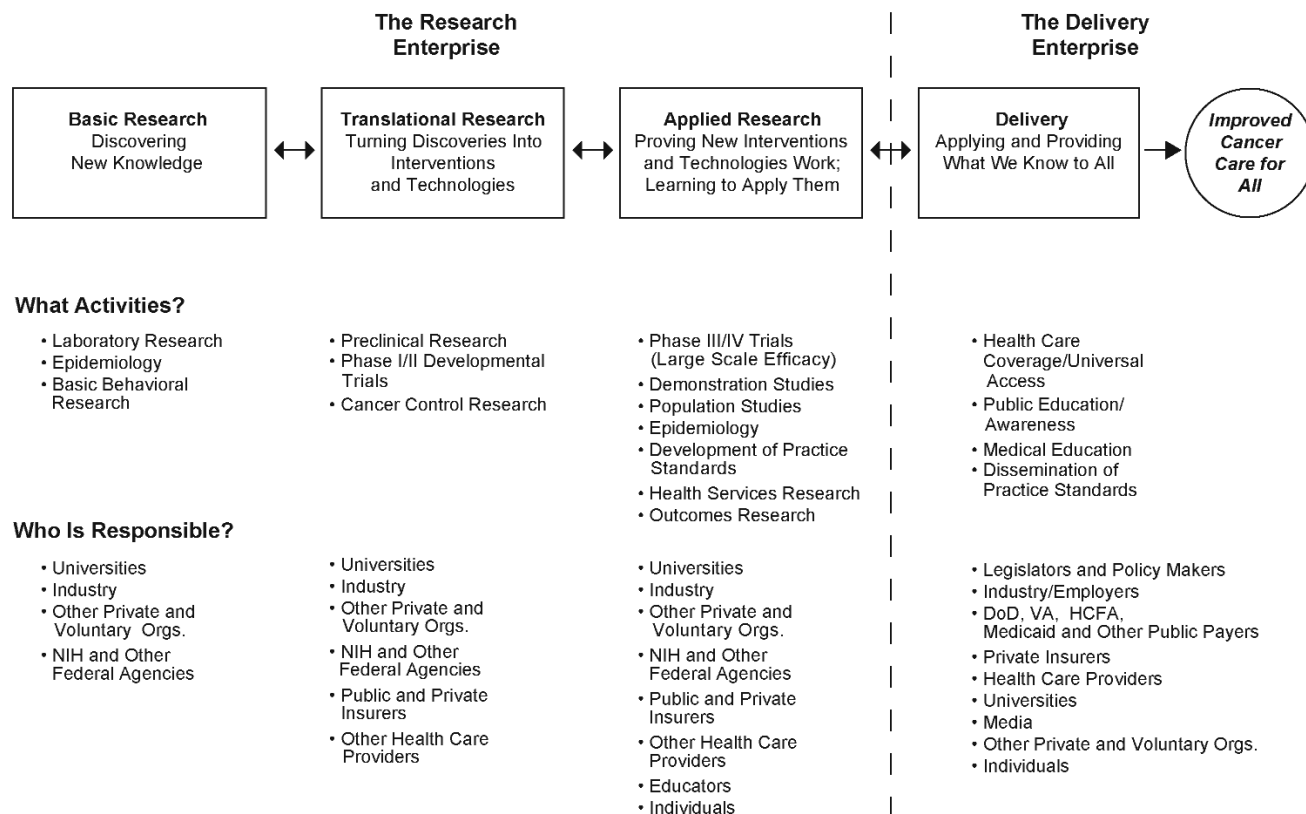 The Research
Enterprise
The Delivery
Enterprise
Basic Research
Discovering
New Knowledge
Translational Research
Turning Discoveries Into
Interventions
and Technologies
Applied Research
Proving New Interventions
and Technologies Work;
Learning to Apply Them
Delivery
Applying and Providing
What We Know to All
Improved
Cancer
Care for
All
What Activities?
• Laboratory Research
• Epidemiology
• Basic Behavioral
Research
• Preclinical Research
• Phase I/II Developmental
Trials
• Cancer Control Research
• Phase III/IV Trials
(Large Scale Efficacy)
• Demonstration Studies
• Population Studies
• Epidemiology
• Development of Practice
Standards
• Health Services Research
• Outcomes Research
• Health Care
Coverage/Universal
Access
• Public Education/
Awareness
• Medical Education
• Dissemination of
Practice Standards
Who Is Responsible?
• Universities
• Industry
• Other Private and
Voluntary Orgs.
• NIH and Other
Federal Agencies
• Universities
• Industry
• Other Private and
Voluntary Orgs.
• NIH and Other
Federal Agencies
• Public and Private
Insurers
• Other Health Care
Providers
• Universities
• Industry
• Other Private and
Voluntary Orgs.
• NIH and Other
Federal Agencies
• Public and Private
Insurers
• Other Health Care
Providers
• Educators
• Individuals
• Legislators and Policy Makers
• Industry/Employers
• DoD, VA, HCFA,
Medicaid and Other Public Payers
• Private Insurers
• Health Care Providers
• Universities
• Media
• Other Private and Voluntary Orgs.
• Individuals